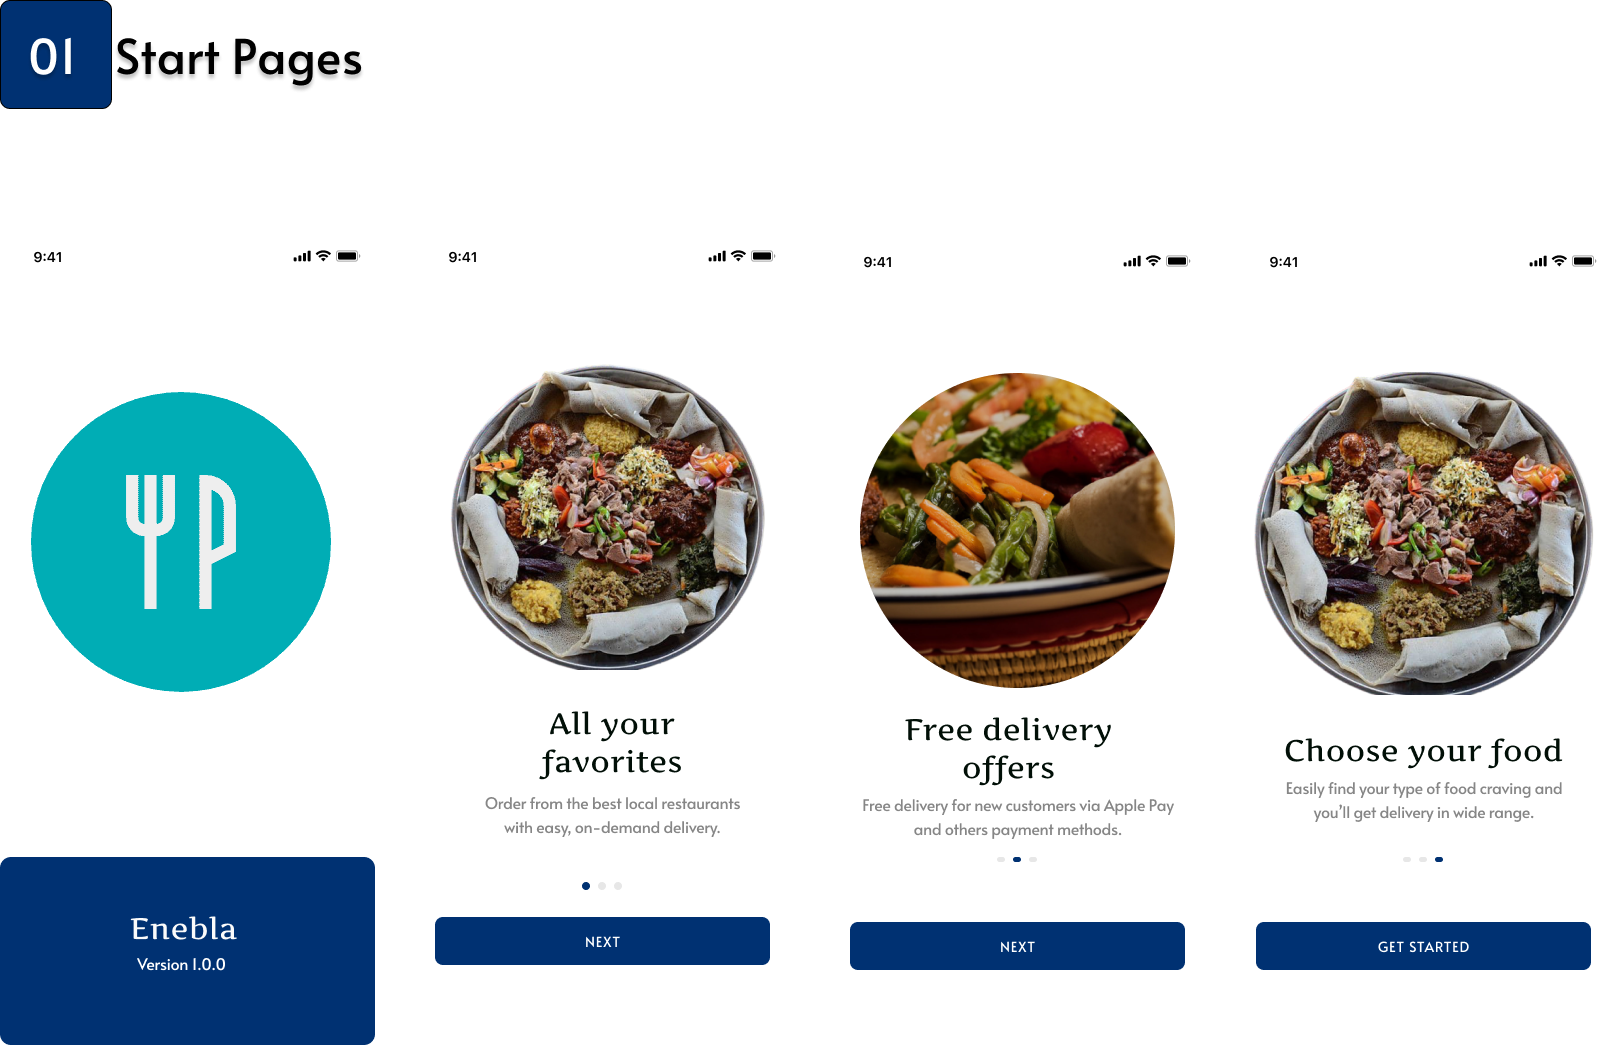 01 Start Pages
9:41
Enebla
Version 1.0.0
9:41
All your
favorites
Order from the best local restaurants
with easy, on-demand delivery.
NEXT
9:41
Free delivery
offers
Free delivery for new customers via Apple Pay
and others payment methods.
NEXT
9:41
Choose your food
Easily find your type of food craving and
you’ll get delivery in wide range.
GET STARTED